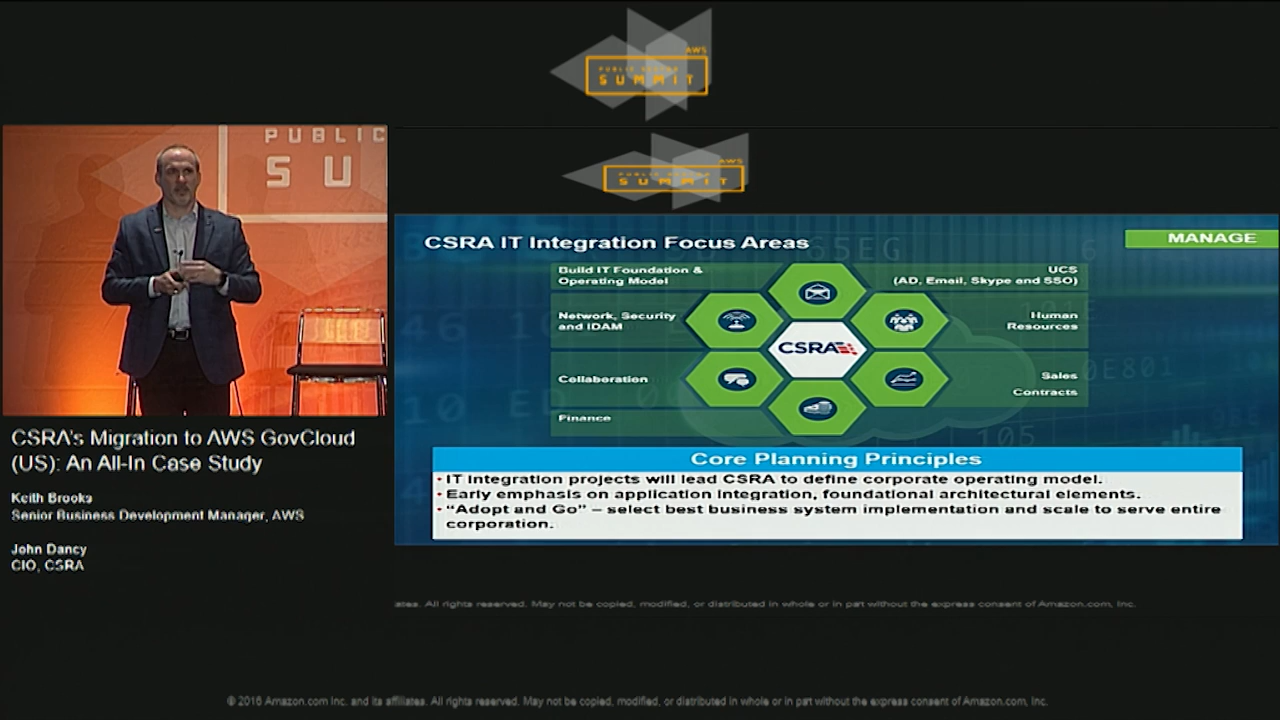 AWS
PUBLIC SECTOR
SUMMIT
AWS
PUBLIC SECTOR
SUMMIT
PUBLIC
SU
CSRA IT Integration Focus Areas
MANAGE
Build IT Foundation &
Operating Model
UCS
(AD, Email, Skype and SSO)
Network, Security
and IDAM
Human
Resources
CSRA
Collaboration
Sales
Contracts
Finance
Core Planning Principles
• IT Integration projects will lead CSRA to define corporate operating model.
• Early emphasis on application integration, foundational architectural elements.
• “Adopt and Go” – select best business system implementation and scale to serve entire
corporation.
CSRA's Migration to AWS GovCloud
(US): An All-In Case Study
Keith Brooks
Senior Business Development Manager, AWS
John Dancy
CIO, CSRA
ates. All rights reserved. May not be copied, modified, or distributed in whole or in part without the express consent of Amazon.com, Inc.
© 2016 Amazon.com Inc. and its affiliates. All rights reserved. May not be copied, modified, or distributed in whole or in part without the express consent of Amazon.com, Inc.